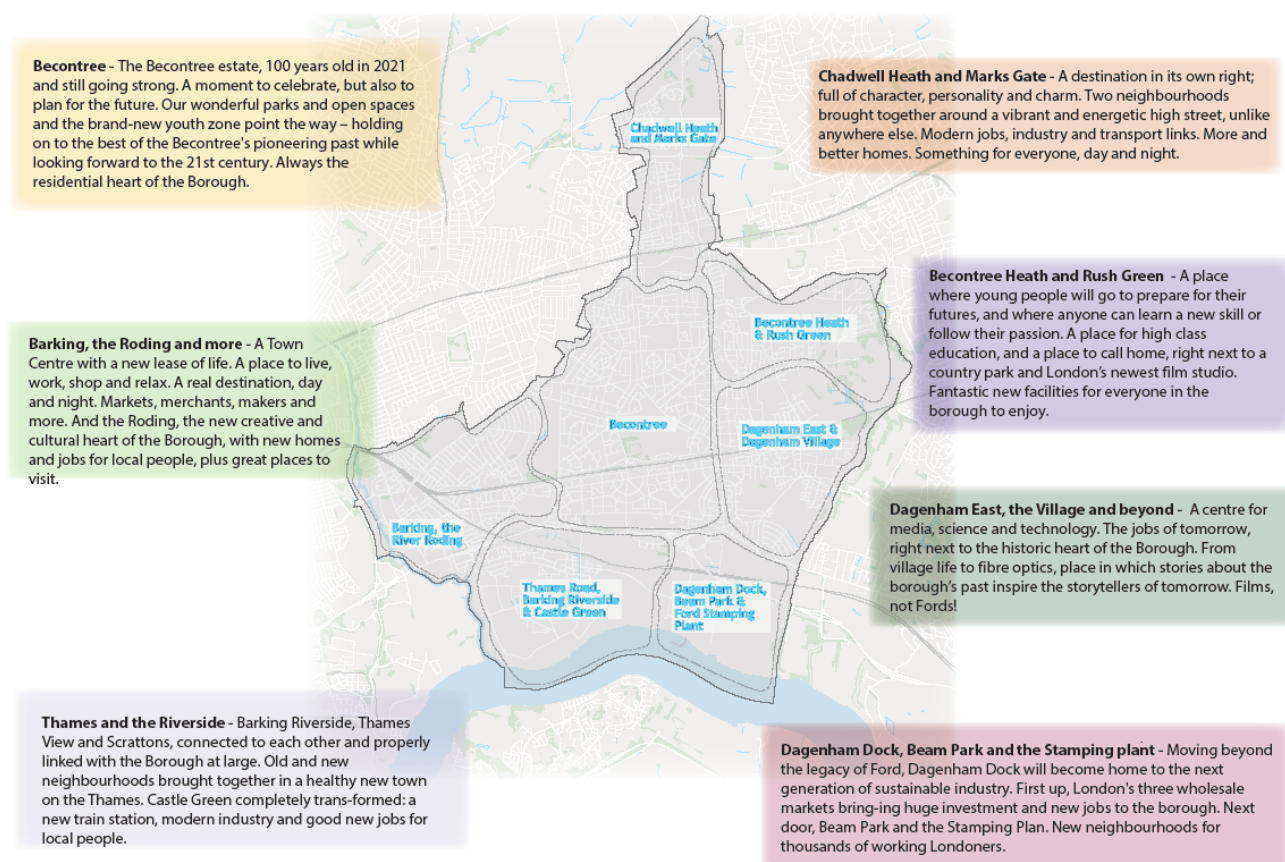 Becontree - The Becontree estate, 100 years old in 2021
and still going strong. A moment to celebrate, but also to
plan for the future. Our wonderful parks and open spaces
and the brand-new youth zone point the way – holding
on to the best of the Becontree's pioneering past while
looking forward to the 21st century. Always the
residential heart of the Borough.
Chadwell Heath and Marks Gate - A destination in its own right;
full of character, personality and charm. Two neighbourhoods
brought together around a vibrant and energetic high street, unlike
anywhere else. Modern jobs, industry and transport links. More and
better homes. Something for everyone, day and night.
Chadwell Heath
and Marks Gate
Becontree Heath and Rush Green - A place
where young people will go to prepare for their
futures, and where anyone can learn a new skill or
follow their passion. A place for high class
education, and a place to call home, right next to a
country park and London's newest film studio.
Fantastic new facilities for everyone in the
borough to enjoy.
Becontree Heath
& Rush Green
Barking, the Roding and more - A Town
Centre with a new lease of life. A place to live,
work, shop and relax. A real destination, day
and night. Markets, merchants, makers and
more. And the Roding, the new creative and
cultural heart of the Borough, with new homes
and jobs for local people, plus great places to
visit.
Becontree
Dagenham East &
Dagenham Village
Barking, the
River Roding
Dagenham East, the Village and beyond - A centre for
media, science and technology. The jobs of tomorrow,
right next to the historic heart of the Borough. From
village life to fibre optics, place in which stories about the
borough's past inspire the storytellers of tomorrow. Films,
not Fords!
Thames Road,
Barking Riverside
& Castle Green
Dagenham Dock,
Beam Park &
Ford Stamping
Plant
Thames and the Riverside - Barking Riverside, Thames
View and Scrattons, connected to each other and properly
linked with the Borough at large. Old and new
neighbourhoods brought together in a healthy new town
on the Thames. Castle Green completely trans-formed: a
new train station, modern industry and good new jobs for
local people.
Dagenham Dock, Beam Park and the Stamping plant - Moving beyond
the legacy of Ford, Dagenham Dock will become home to the next
generation of sustainable industry. First up, London's three wholesale
markets bring-ing huge investment and new jobs to the borough. Next
door, Beam Park and the Stamping Plan. New neighbourhoods for
thousands of working Londoners.